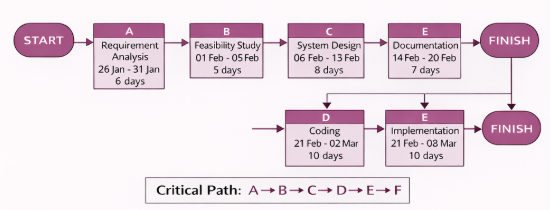 START
A
Requirement
Analysis
26 Jan - 31 Jan
6 days
B
Feasibility Study
01 Feb - 05 Feb
5 days
C
System Design
06 Feb - 13 Feb
8 days
E
Documentation
14 Feb - 20 Feb
7 days
FINISH
D
Coding
21 Feb - 02 Mar
10 days
E
Implementation
21 Feb - 08 Mar
10 days
FINISH
Critical Path: A→B→C→D→E→F